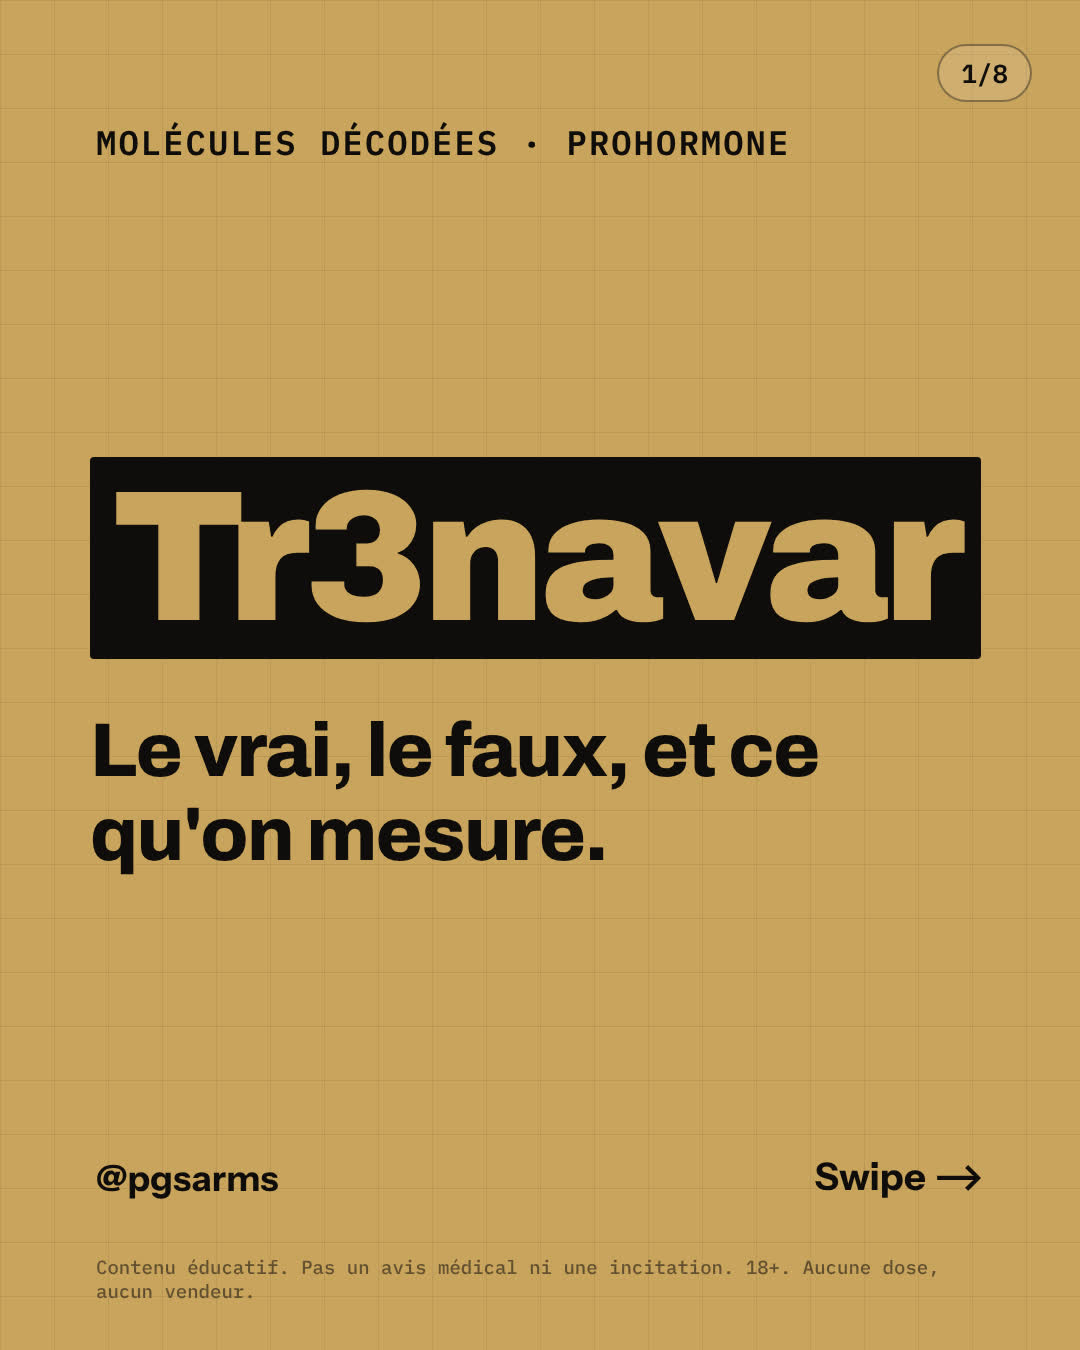 1/8
MOLÉCULES DÉCODÉES · PROHORMONE
Tr3navar
Le vrai, le faux, et ce
qu'on mesure.
@pgsarms
Swipe →
Contenu éducatif. Pas un avis médical ni une incitation. 18+. Aucune dose,
aucun vendeur.